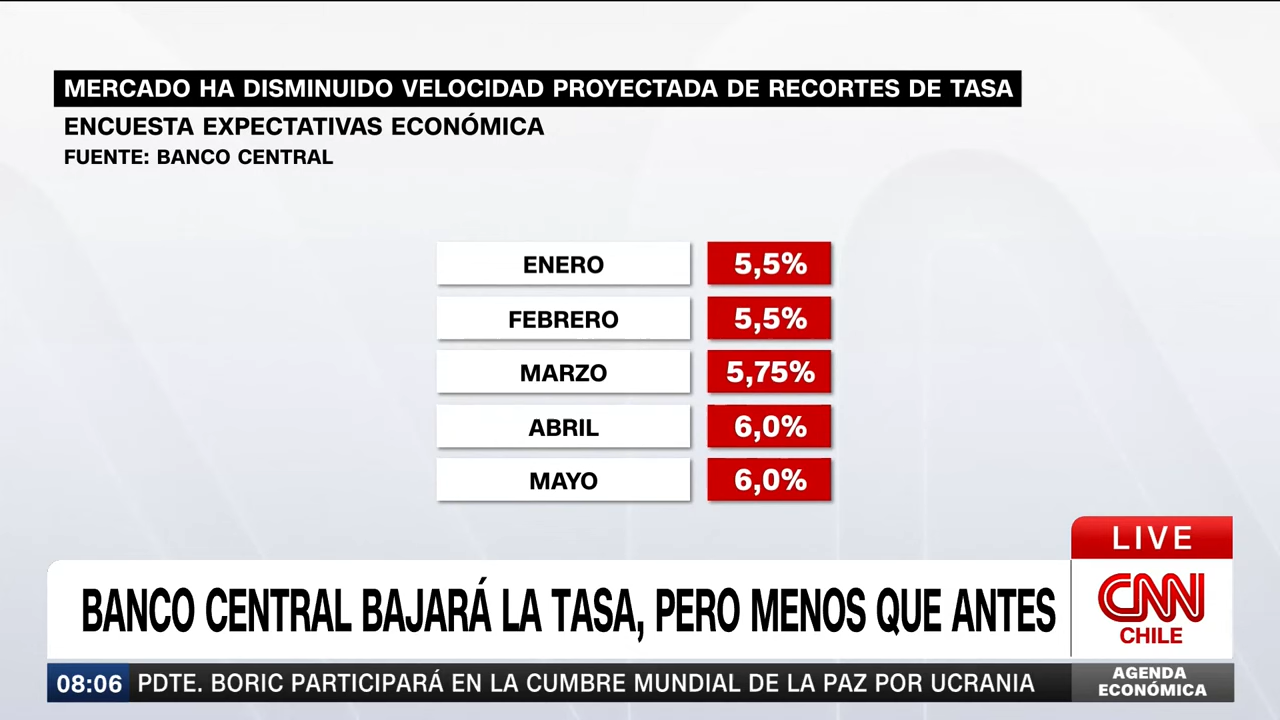 MERCADO HA DISMINUIDO VELOCIDAD PROYECTADA DE RECORTES DE TASA
ENCUESTA EXPECTATIVAS ECONÓMICA
FUENTE: BANCO CENTRAL
ENERO 5,5%
FEBRERO 5,5%
MARZO 5,75%
ABRIL 6,0%
MAYO 6,0%
LIVE
BANCO CENTRAL BAJARÁ LA TASA, PERO MENOS QUE ANTES
CNN
CHILE
08:06 PDTE. BORIC PARTICIPARÁ EN LA CUMBRE MUNDIAL DE LA PAZ POR UCRANIA
AGENDA
ECONÓMICA